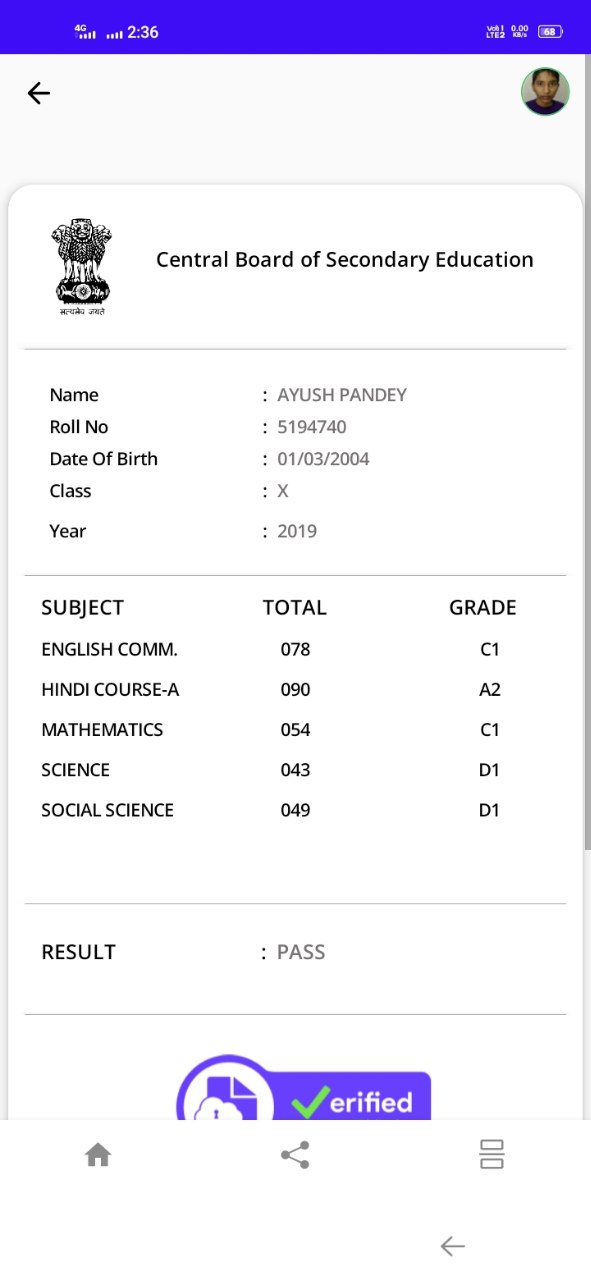 4G 2:36 VoD 1 LTE2 0.00 KB/s 68
Central Board of Secondary Education
सत्यमेव जयते
Name : AYUSH PANDEY
Roll No : 5194740
Date Of Birth : 01/03/2004
Class : X
Year : 2019
SUBJECT TOTAL GRADE
ENGLISH COMM. 078 C1
HINDI COURSE-A 090 A2
MATHEMATICS 054 C1
SCIENCE 043 D1
SOCIAL SCIENCE 049 D1
RESULT : PASS
erified